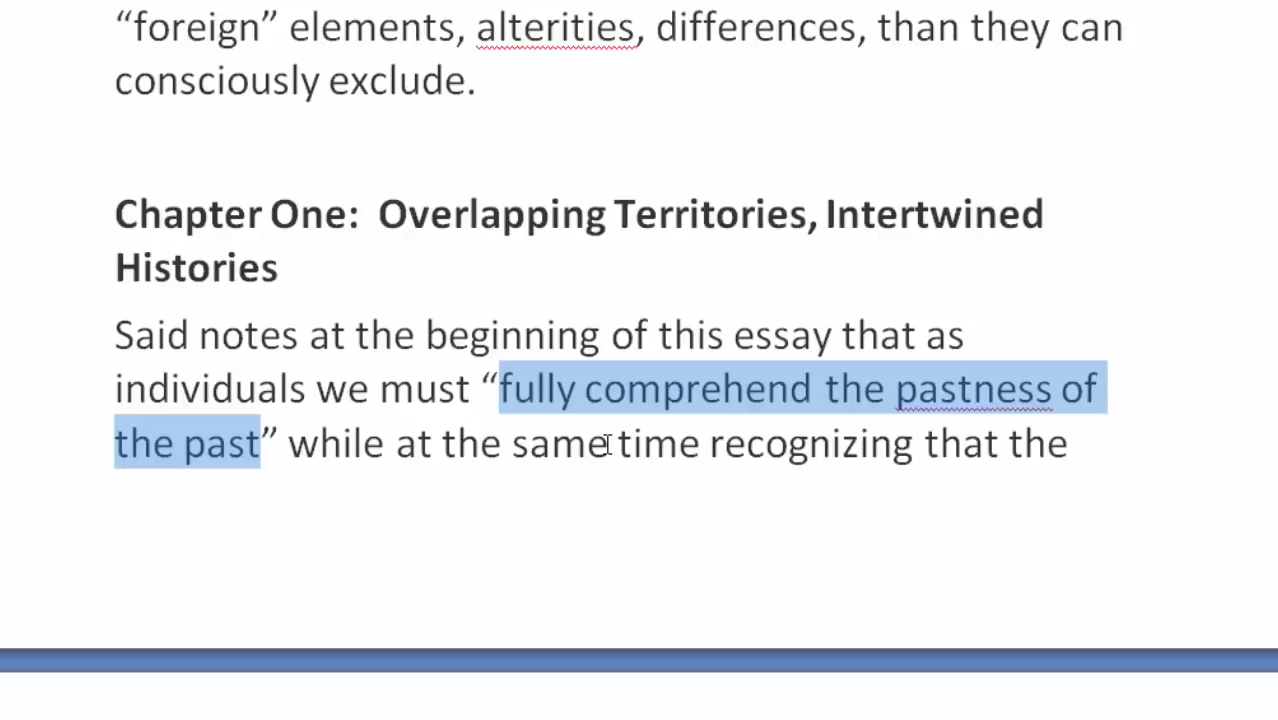 “foreign” elements, alterities, differences, than they can
consciously exclude.
Chapter One:  Overlapping Territories, Intertwined
Histories
Said notes at the beginning of this essay that as
individuals we must “fully comprehend the pastness of
the past” while at the same time recognizing that the